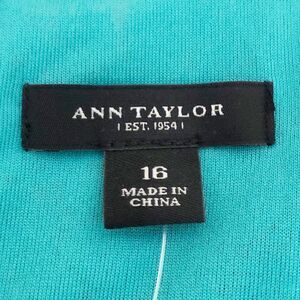 ANN TAYLOR
| EST. 1954 |
16
MADE IN
CHINA